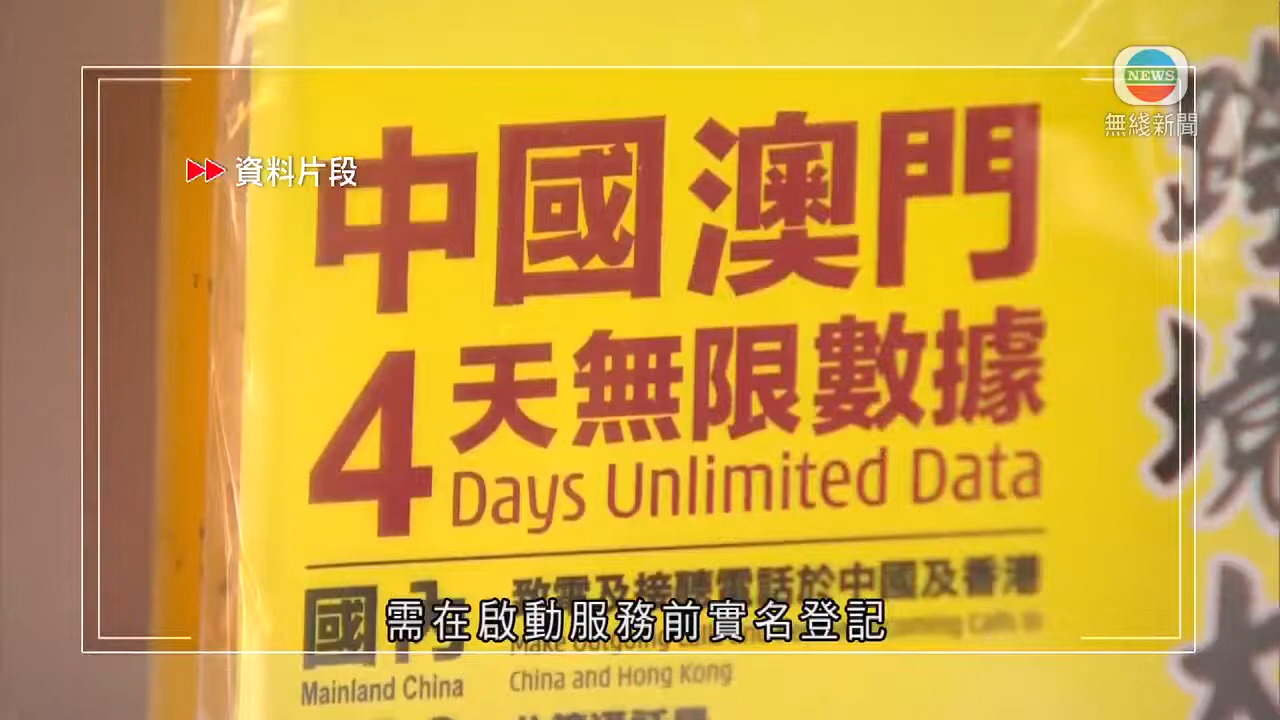 NEWS
無綫新聞
資料片段
中國澳門
4天無限數據
Days Unlimited Data
國內
致電及接聽電話於中國及香港
Mainland China
China and Hong Kong
需在啟動服務前實名登記